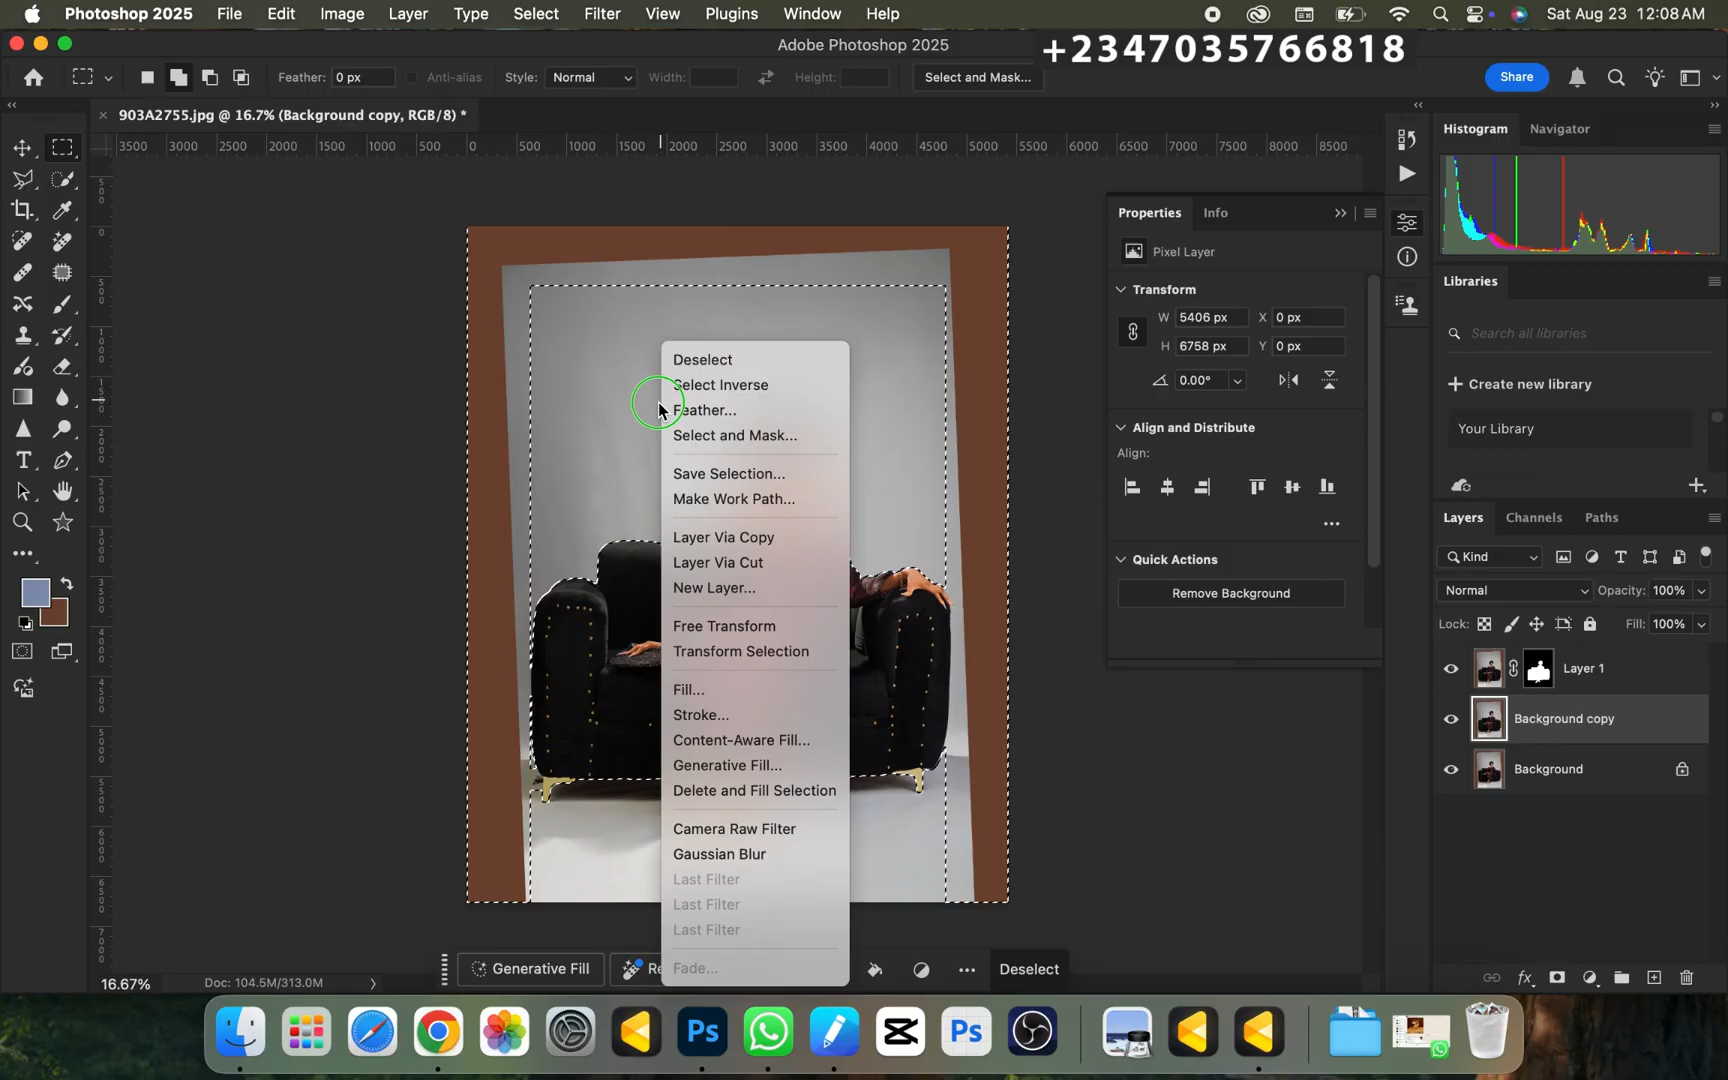 Photoshop 2025 File Edit Image Layer Type Select Filter View Plugins Window Help Sat Aug 23 12:08 AM
Adobe Photoshop 2025
+2347035766818
Feather: 0 px Anti-alias Style: Normal Width: Height: Select and Mask... Share
903A2755.jpg @ 16.7% (Background copy, RGB/8) *
3500 3000 2500 2000 1500 1000 500 0 500 1000 1500 2000 2500 3000 3500 4000 4500 5000 5500 6000 6500 7000 7500 8000 8500
Histogram Navigator
Properties Info
Pixel Layer
Transform
W 5406 px X 0 px
H 6758 px Y 0 px
0.00°
Align and Distribute
Align:
Quick Actions
Remove Background
Libraries
Search all libraries
Create new library
Your Library
Layers Channels Paths
Kind
Normal Opacity: 100%
Lock: Fill: 100%
Layer 1
Background copy
Background
Deselect
Select Inverse
Feather...
Select and Mask...
Save Selection...
Make Work Path...
Layer Via Copy
Layer Via Cut
New Layer...
Free Transform
Transform Selection
Fill...
Stroke...
Content-Aware Fill...
Generative Fill...
Delete and Fill Selection
Camera Raw Filter
Gaussian Blur
Last Filter
Last Filter
Last Filter
Fade...
Generative Fill Re Deselect
16.67% Doc: 104.5M/313.0M
fx
Ps Ps